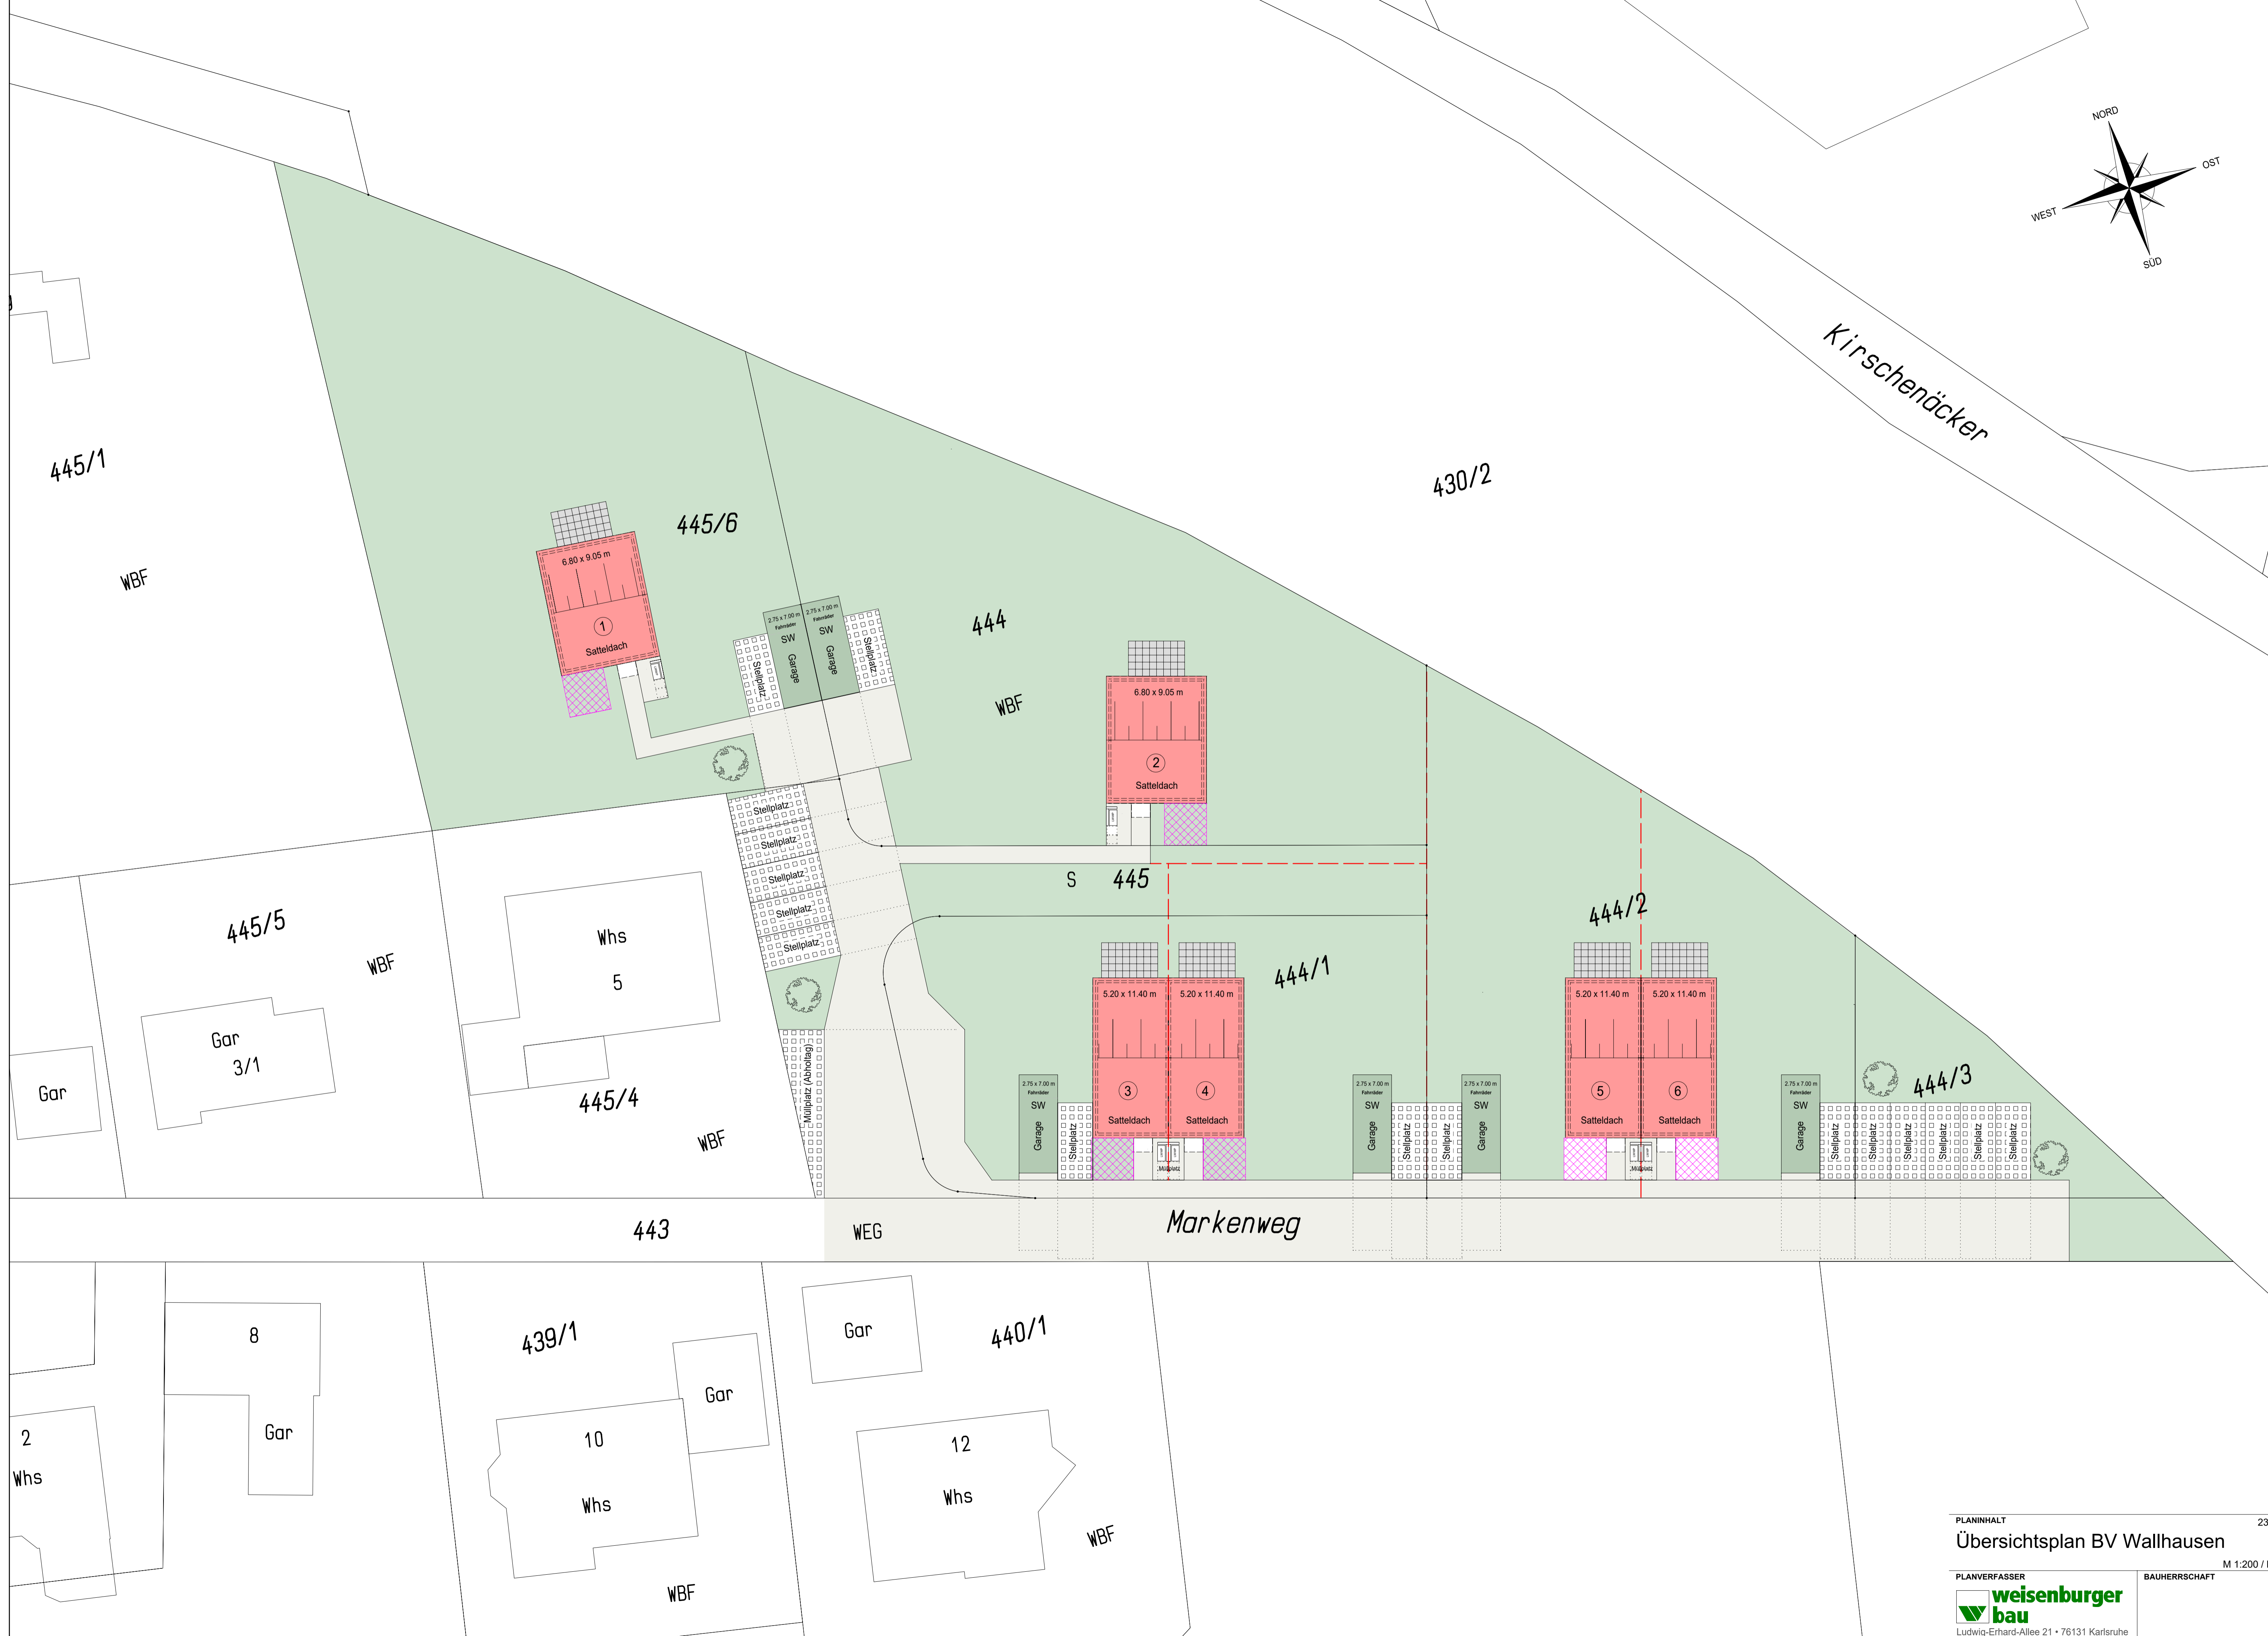 NORD
OST
WEST
SÜD
Kirschenäcker
430/2
445/1
WBF
445/6
6.80 x 9.05 m
1
Satteldach
2.75 x 7.00 m
Fahrräder
SW
Garage
2.75 x 7.00 m
Fahrräder
SW
Garage
Stellplatz
Stellplatz
444
WBF
6.80 x 9.05 m
2
Satteldach
Stellplatz
Stellplatz
Stellplatz
Stellplatz
Stellplatz
Müllplatz (Abholtag)
S 445
444/2
444/1
444/3
445/5
WBF
Whs
5
Gar
3/1
Gar
445/4
WBF
5.20 x 11.40 m
5.20 x 11.40 m
3
4
Satteldach
Satteldach
Müllplatz
5.20 x 11.40 m
5.20 x 11.40 m
5
6
Satteldach
Satteldach
Müllplatz
2.75 x 7.00 m
Fahrräder
SW
Garage
Stellplatz
2.75 x 7.00 m
Fahrräder
SW
Garage
Stellplatz
Stellplatz
2.75 x 7.00 m
Fahrräder
SW
Garage
2.75 x 7.00 m
Fahrräder
SW
Garage
Stellplatz
Stellplatz
Stellplatz
Stellplatz
Stellplatz
Stellplatz
443
WEG
Markenweg
8
Gar
2
Whs
439/1
Gar
10
Whs
WBF
Gar
440/1
12
Whs
WBF
PLANINHALT
23
Übersichtsplan BV Wallhausen
M 1:200 /
PLANVERFASSER
BAUHERRSCHAFT
weisenburger
bau
Ludwig-Erhard-Allee 21 • 76131 Karlsruhe